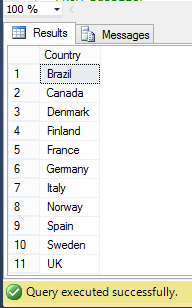 100 %
Results Messages
Country
1 Brazil
2 Canada
3 Denmark
4 Finland
5 France
6 Germany
7 Italy
8 Norway
9 Spain
10 Sweden
11 UK
Query executed successfully.